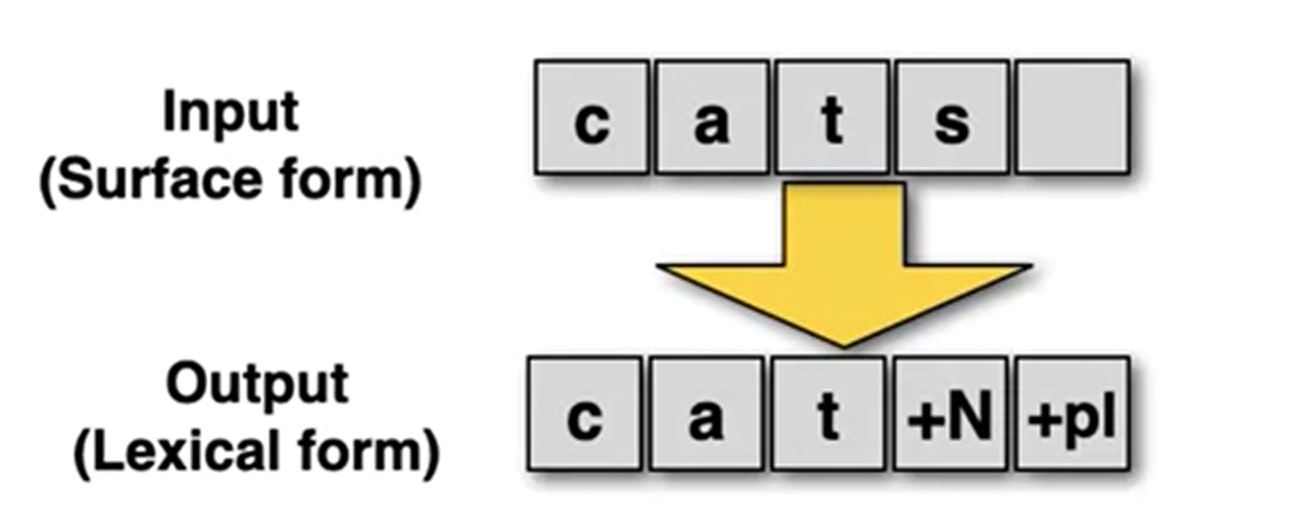 Input
(Surface form)
c a t s
Output
(Lexical form)
c a t +N +pl